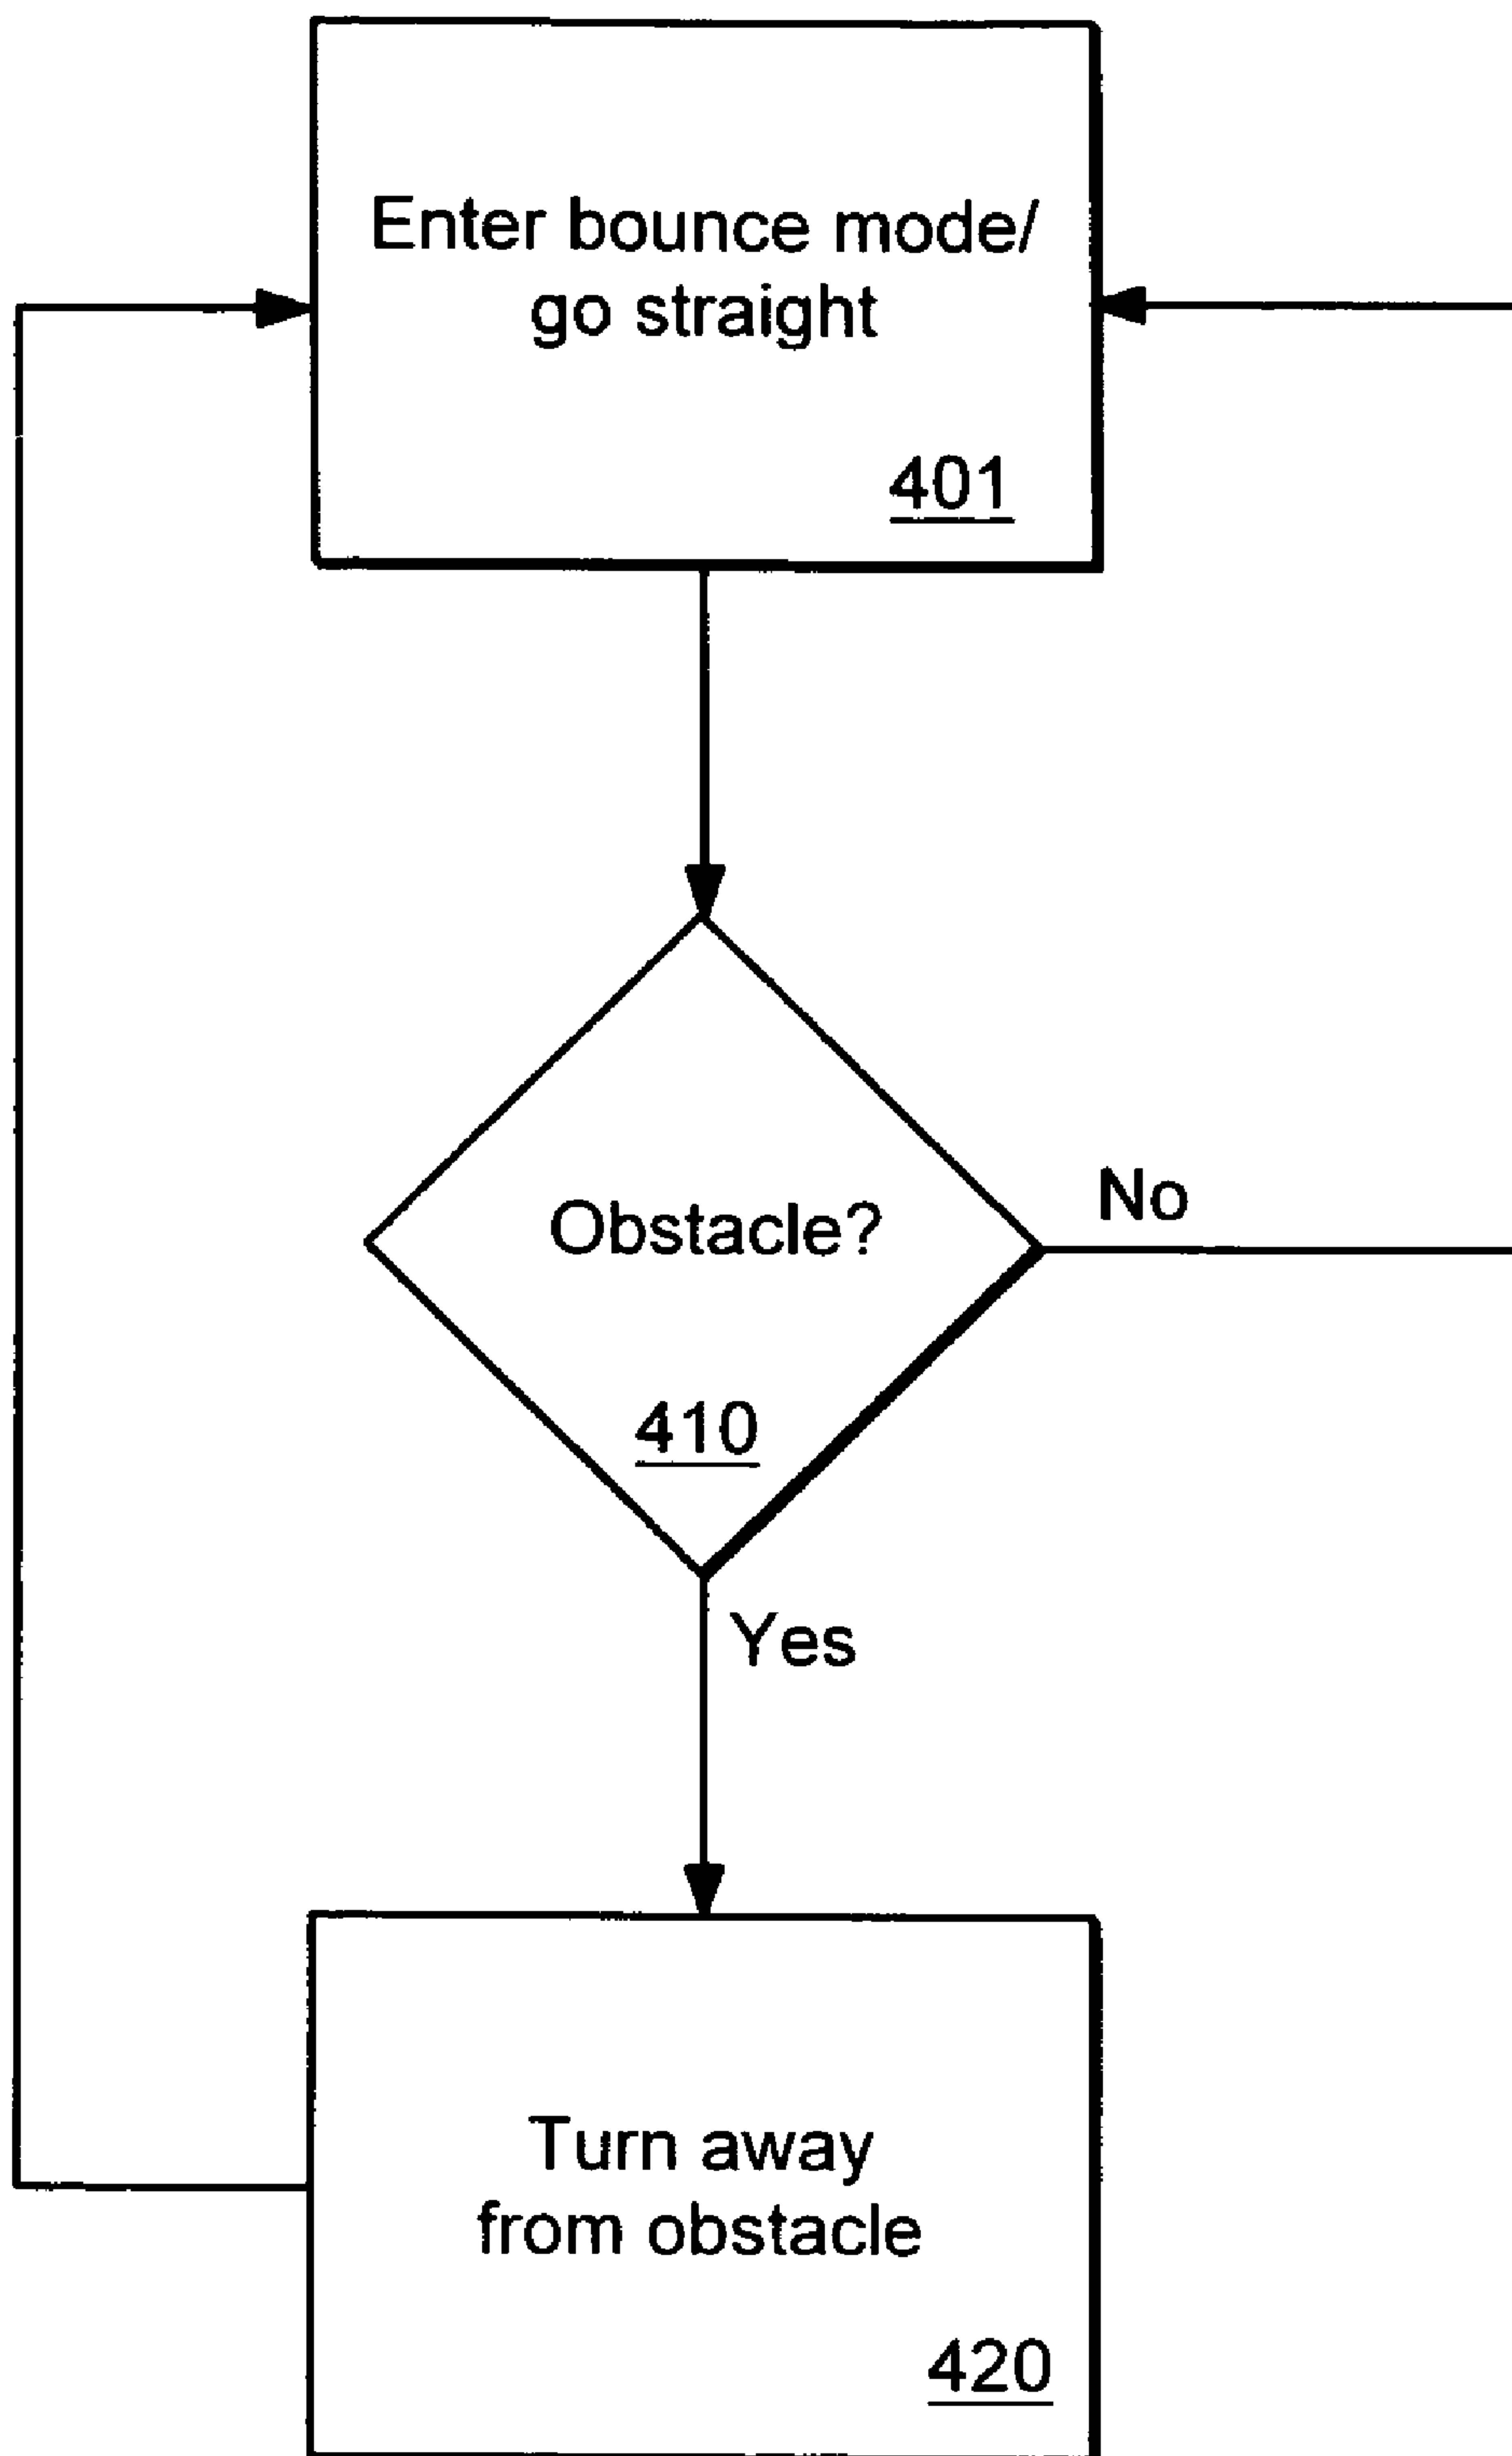 Enter bounce mode/
go straight
401
Obstacle?
No
410
Yes
Turn away
from obstacle
420